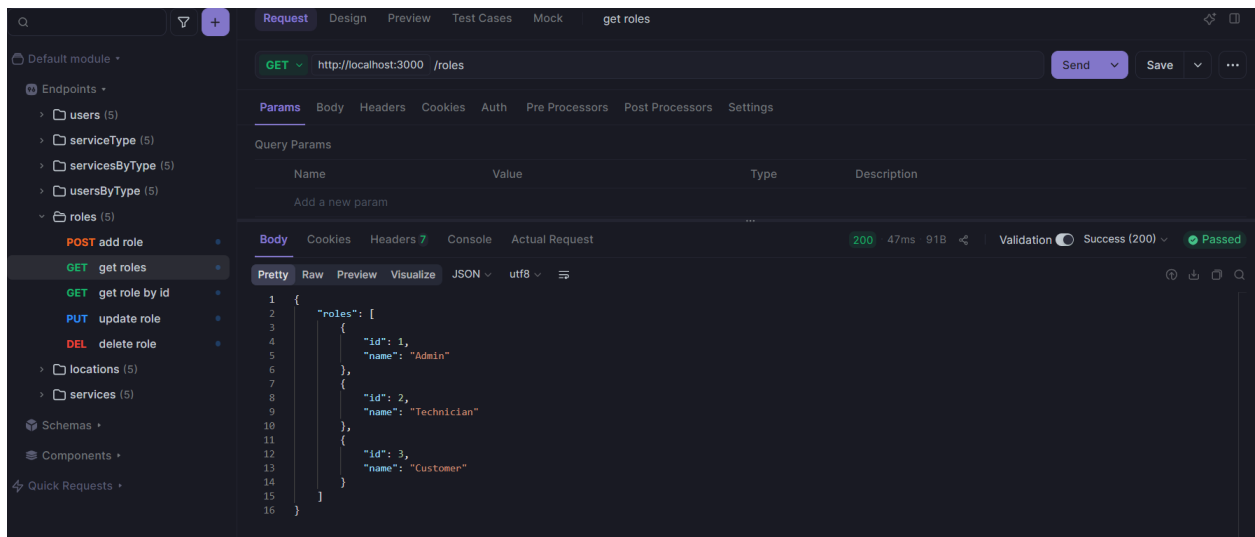 Request Design Preview Test Cases Mock get roles
Default module
GET http://localhost:3000 /roles Send Save
Endpoints
users (5)
serviceType (5)
servicesByType (5)
usersByType (5)
roles (5)
POST add role
GET get roles
GET get role by id
PUT update role
DEL delete role
locations (5)
services (5)
Schemas
Components
Quick Requests
Params Body Headers Cookies Auth Pre Processors Post Processors Settings
Query Params
Name Value Type Description
Add a new param
Body Cookies Headers 7 Console Actual Request 200 47ms 91B Validation Success (200) Passed
Pretty Raw Preview Visualize JSON utf8
1 {
2 "roles": [
3 {
4 "id": 1,
5 "name": "Admin"
6 },
7 {
8 "id": 2,
9 "name": "Technician"
10 },
11 {
12 "id": 3,
13 "name": "Customer"
14 }
15 ]
16 }